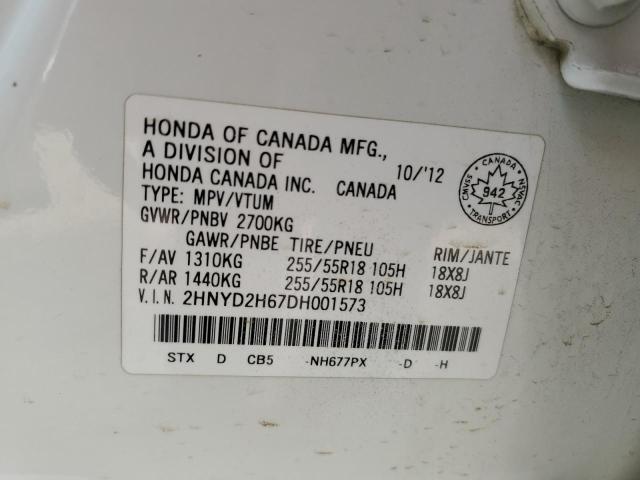 HONDA OF CANADA MFG.,
A DIVISION OF
HONDA CANADA INC. CANADA 10/'12
TYPE: MPV/VTUM
GVWR/PNBV 2700KG
GAWR/PNBE TIRE/PNEU RIM/JANTE
F/AV 1310KG 255/55R18 105H 18X8J
R/AR 1440KG 255/55R18 105H 18X8J
V.I.N. 2HNYD2H67DH001573
STX D CB5 -NH677PX -D -H
CANADA
CMVSS NSVAC
942
TRANSPORT